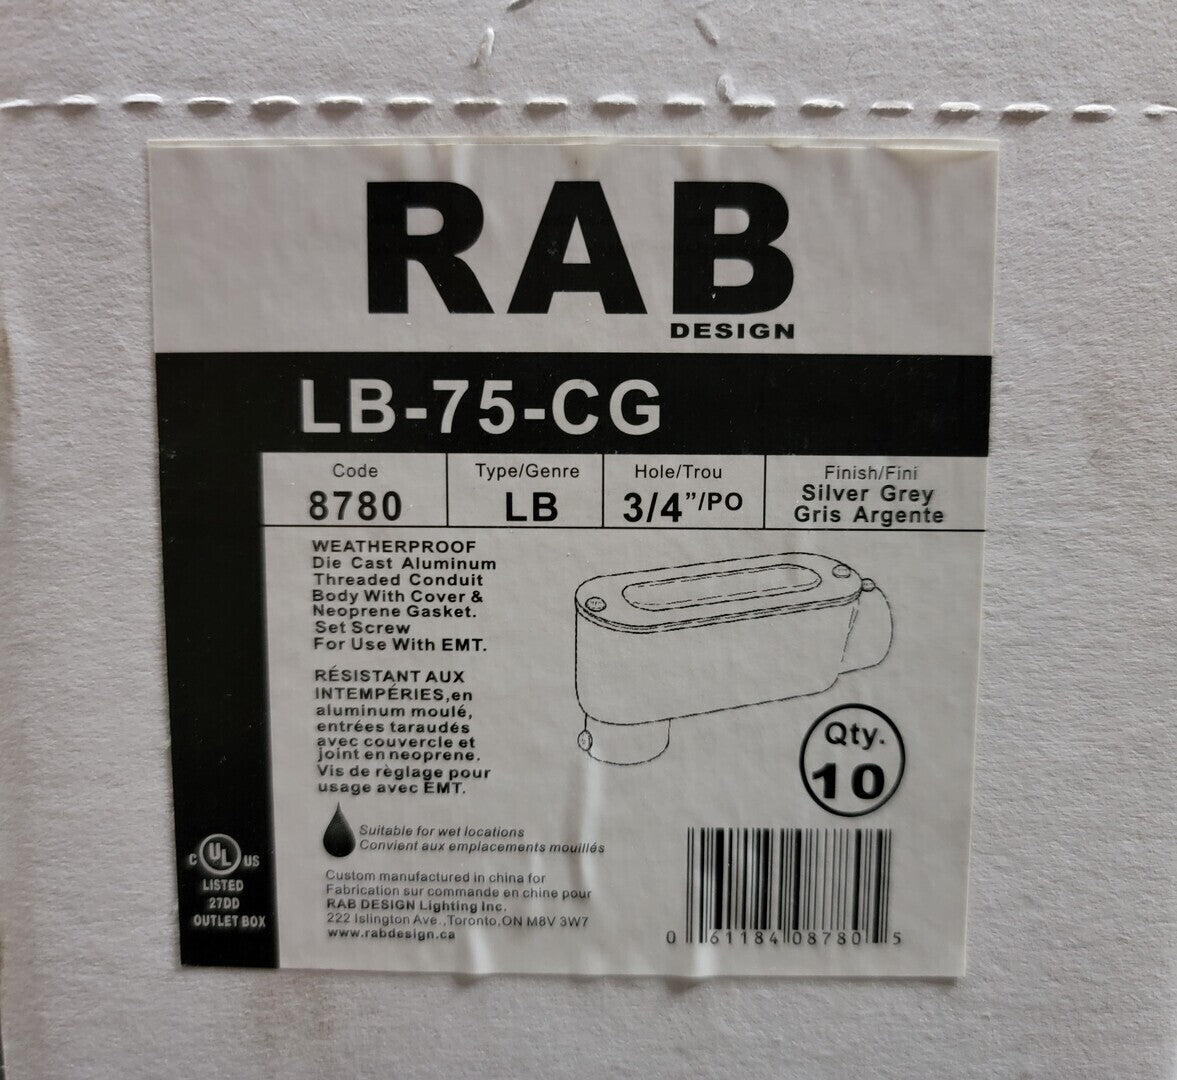 RAB
DESIGN
LB-75-CG
Code
8780
Type/Genre
LB
Hole/Trou
3/4"/PO
Finish/Fini
Silver Grey
Gris Argente
WEATHERPROOF
Die Cast Aluminum
Threaded Conduit
Body With Cover &
Neoprene Gasket.
Set Screw
For Use With EMT.
RÉSISTANT AUX
INTEMPÉRIES,en
aluminum moulé,
entrées taraudés
avec couvercle et
joint en neoprene.
Vis de règlage pour
usage avec EMT.
Qty.
10
Suitable for wet locations
Convient aux emplacements mouillés
C UL US
LISTED
27DD
OUTLET BOX
Custom manufactured in china for
Fabrication sur commande en chine pour
RAB DESIGN Lighting Inc.
222 Islington Ave.,Toronto,ON M8V 3W7
www.rabdesign.ca
0 61184 08780 5